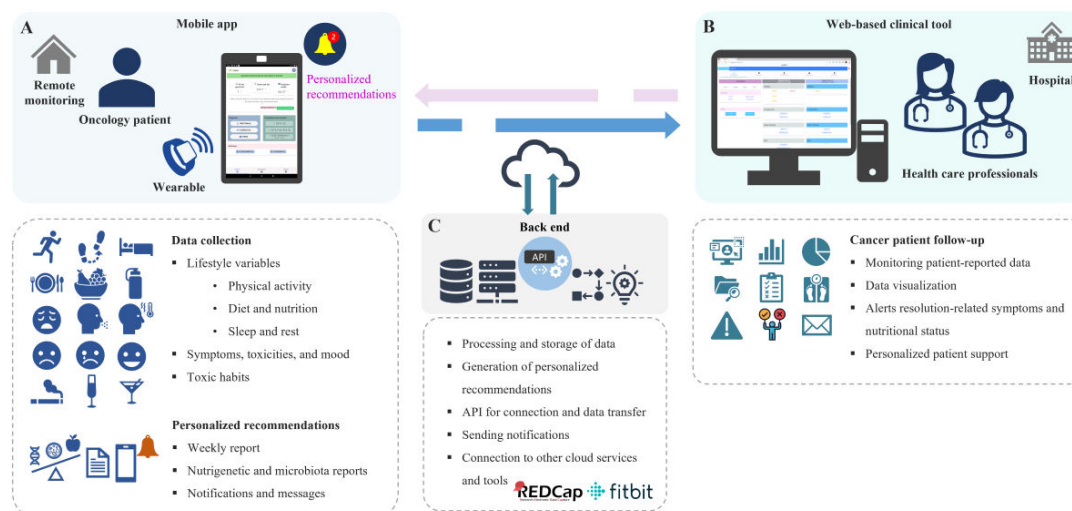 A
Mobile app
2
Remote
monitoring
Oncology patient
Personalized
recommendations
Wearable
B
Web-based clinical tool
Hospital
Health care professionals
Data collection
▪ Lifestyle variables
• Physical activity
• Diet and nutrition
• Sleep and rest
▪ Symptoms, toxicities, and mood
▪ Toxic habits
Personalized recommendations
▪ Weekly report
▪ Nutrigenetic and microbiota reports
▪ Notifications and messages
C
Back end
API
▪ Processing and storage of data
▪ Generation of personalized
recommendations
▪ API for connection and data transfer
▪ Sending notifications
▪ Connection to other cloud services
and tools
REDCap
fitbit
Cancer patient follow-up
▪ Monitoring patient-reported data
▪ Data visualization
▪ Alerts resolution-related symptoms and
nutritional status
▪ Personalized patient support